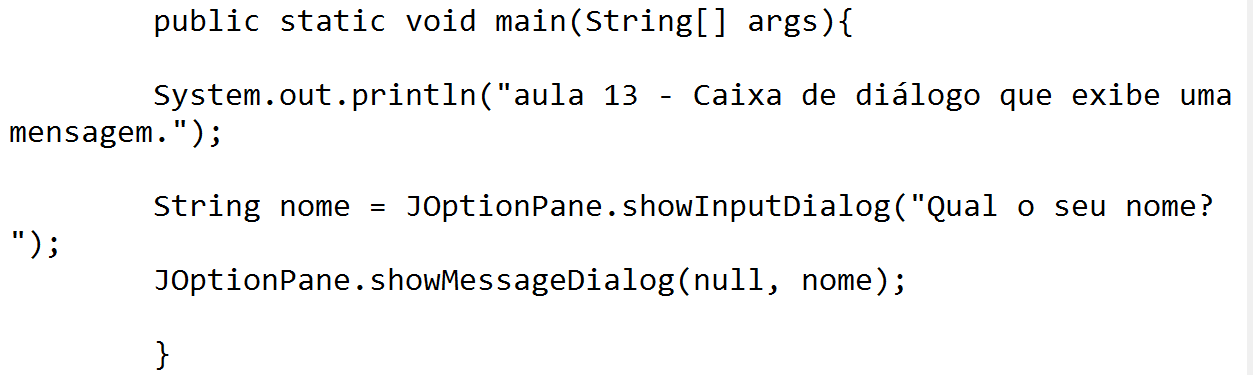 public static void main(String[] args){
System.out.println("aula 13 - Caixa de diálogo que exibe uma
mensagem.");
String nome = JOptionPane.showInputDialog("Qual o seu nome?
");
JOptionPane.showMessageDialog(null, nome);
}